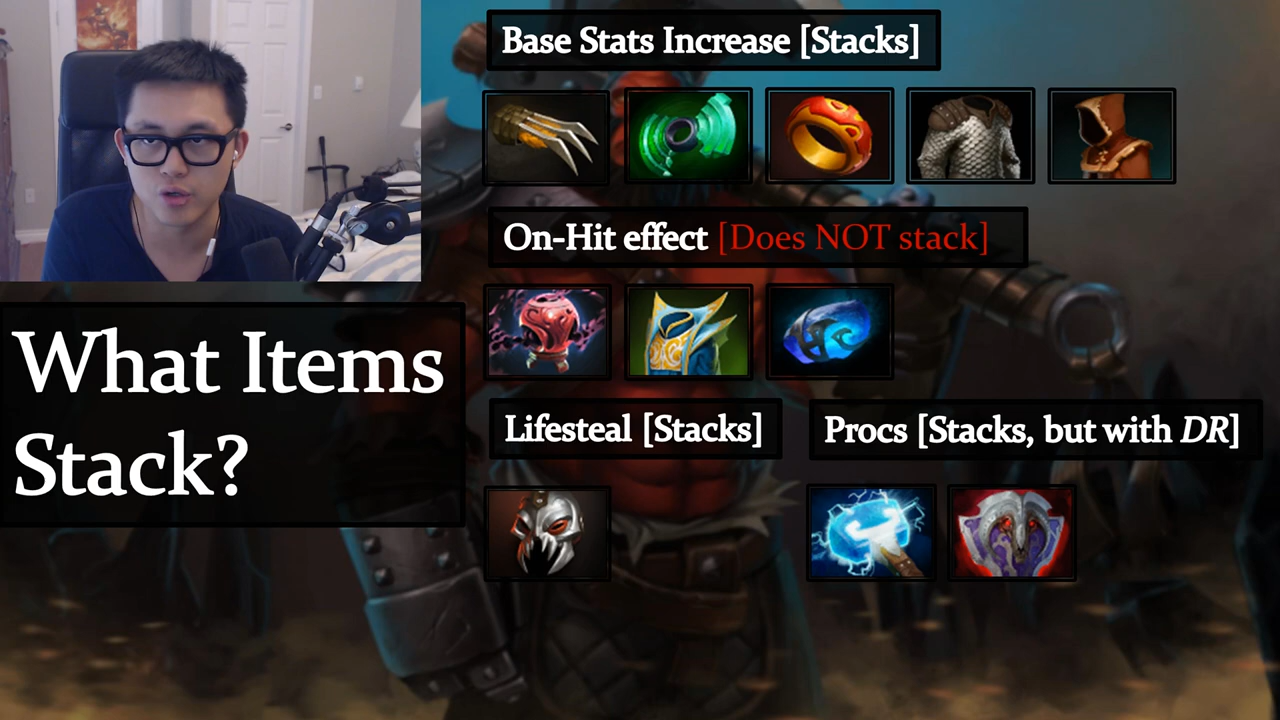 Base Stats Increase [Stacks]
On-Hit effect [Does NOT stack]
What Items
Stack?
Lifesteal [Stacks]
Procs [Stacks, but with DR]